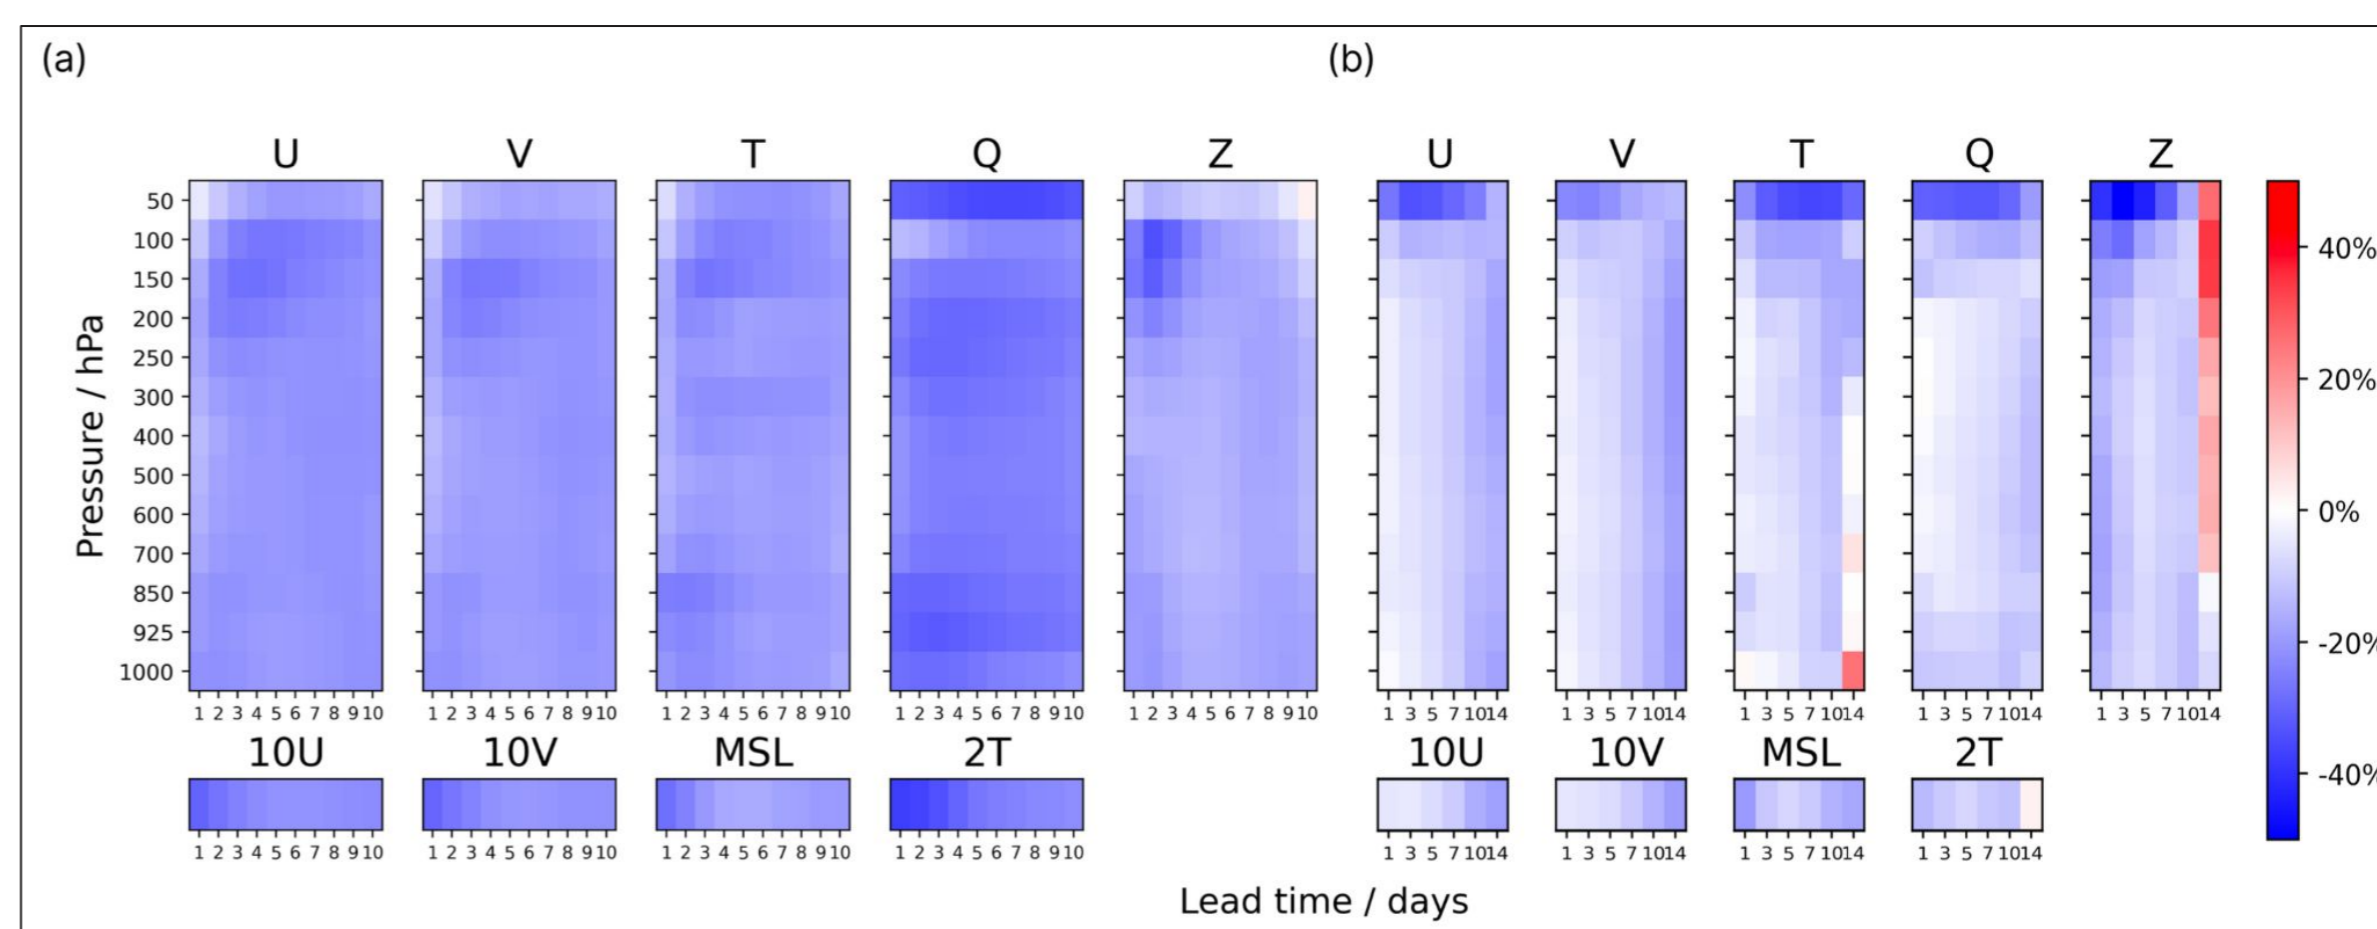 (a) (b)
U V T Q Z U V T Q Z
50
100
150
200
250
300
400
500
600
700
850
925
1000
Pressure / hPa
40%
20%
0%
-20%
-40%
1 2 3 4 5 6 7 8 9 10 1 2 3 4 5 6 7 8 9 10 1 2 3 4 5 6 7 8 9 10 1 2 3 4 5 6 7 8 9 10 1 2 3 4 5 6 7 8 9 10 1 3 5 7 10 14 1 3 5 7 10 14 1 3 5 7 10 14 1 3 5 7 10 14 1 3 5 7 10 14
10U 10V MSL 2T 10U 10V MSL 2T
1 2 3 4 5 6 7 8 9 10 1 2 3 4 5 6 7 8 9 10 1 2 3 4 5 6 7 8 9 10 1 2 3 4 5 6 7 8 9 10 1 3 5 7 10 14 1 3 5 7 10 14 1 3 5 7 10 14 1 3 5 7 10 14
Lead time / days